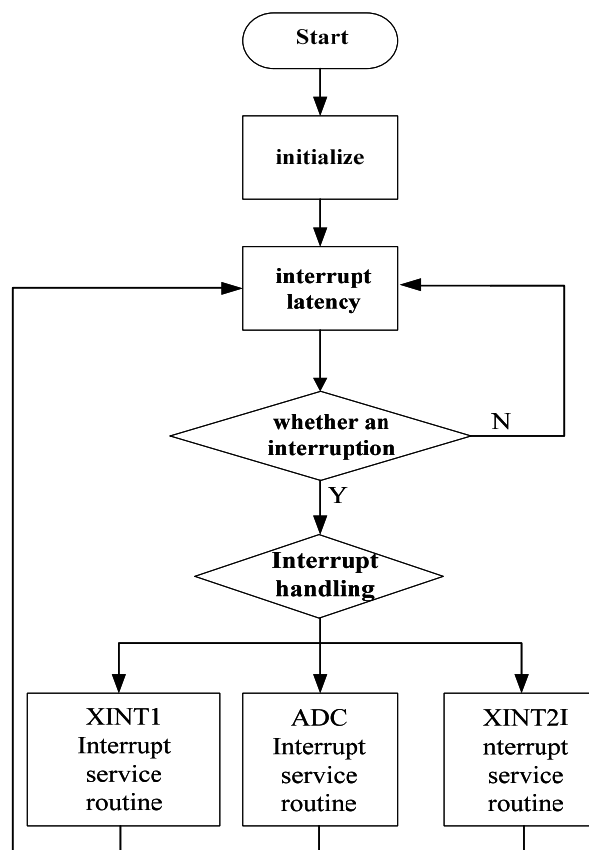 Start
initialize
interrupt
latency
whether an
interruption
N
Y
Interrupt
handling
XINT1
Interrupt
service
routine
ADC
Interrupt
service
routine
XINT2I
nterrupt
service
routine